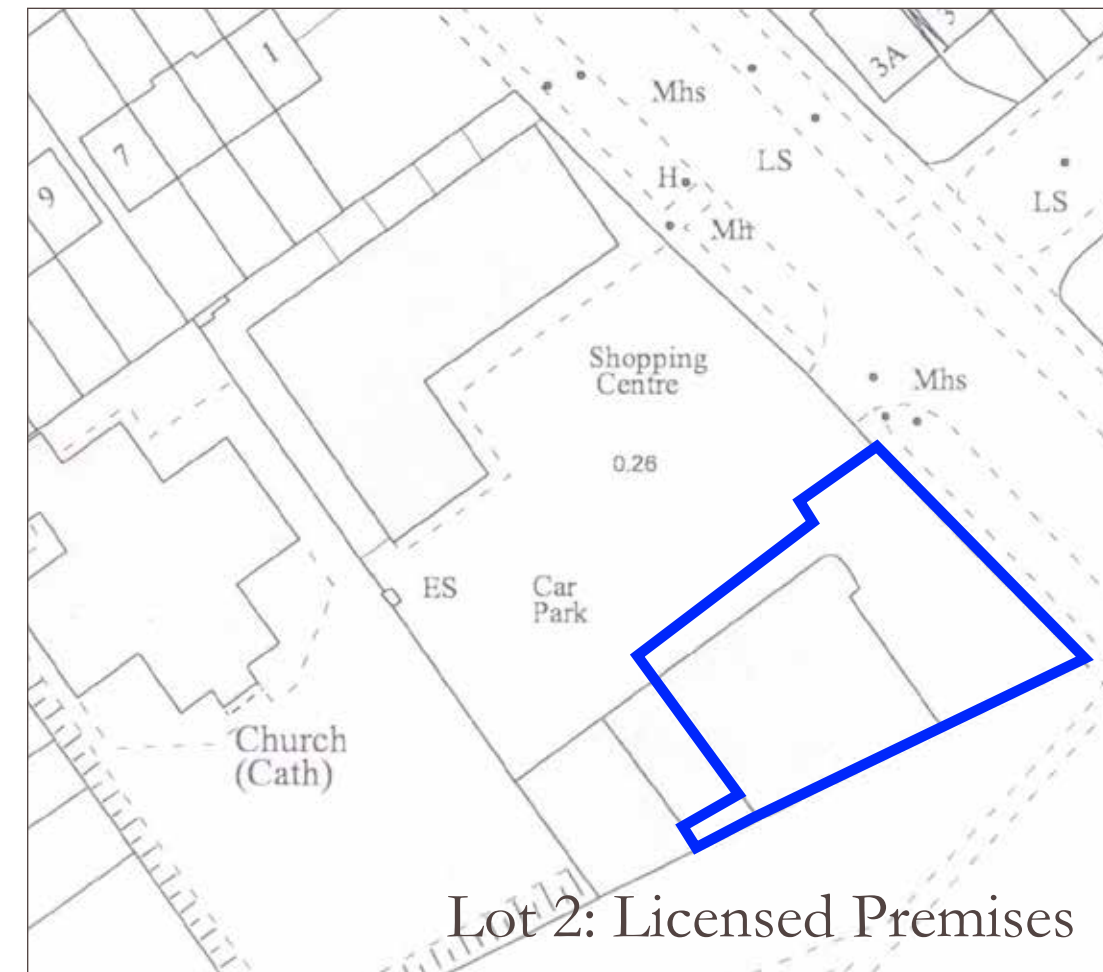 1
3A
Mhs
7
LS
H
9
LS
Mh
Shopping
Centre
Mhs
0.26
ES
Car
Park
Church
(Cath)
Lot 2: Licensed Premises